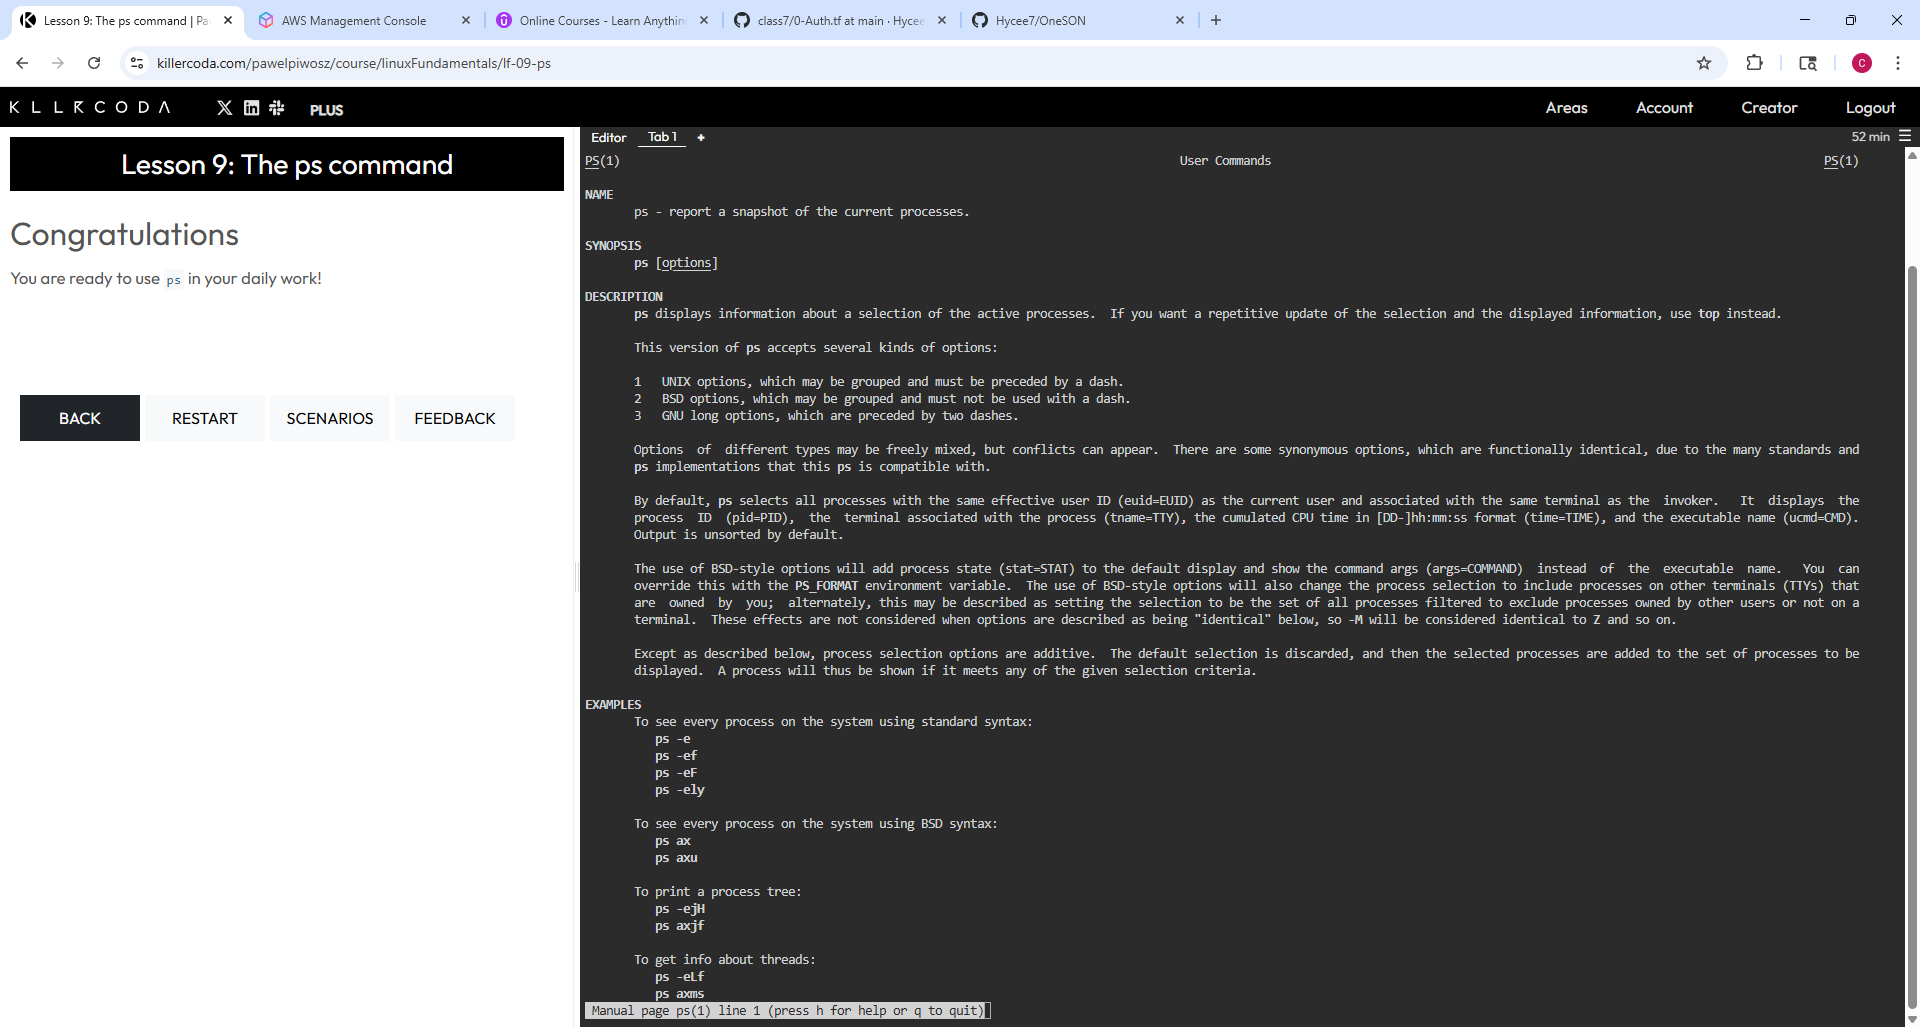 Lesson 9: The ps command | Pa
AWS Management Console
Online Courses - Learn Anythin
class7/0-Auth.tf at main · Hycee
Hycee7/OneSON
killercoda.com/pawelpiwosz/course/linuxFundamentals/lf-09-ps
C
KLLRCODA
PLUS
Areas
Account
Creator
Logout
Lesson 9: The ps command
Congratulations
You are ready to use ps in your daily work!
BACK
RESTART
SCENARIOS
FEEDBACK
Editor
Tab 1
+
52 min
PS(1) User Commands PS(1)
NAME
ps - report a snapshot of the current processes.
SYNOPSIS
ps [options]
DESCRIPTION
ps displays information about a selection of the active processes.  If you want a repetitive update of the selection and the displayed information, use top instead.
This version of ps accepts several kinds of options:
1   UNIX options, which may be grouped and must be preceded by a dash.
2   BSD options, which may be grouped and must not be used with a dash.
3   GNU long options, which are preceded by two dashes.
Options  of  different types may be freely mixed, but conflicts can appear.  There are some synonymous options, which are functionally identical, due to the many standards and
ps implementations that this ps is compatible with.
By default, ps selects all processes with the same effective user ID (euid=EUID) as the current user and associated with the same terminal as the  invoker.   It  displays  the
process  ID  (pid=PID),  the  terminal associated with the process (tname=TTY), the cumulated CPU time in [DD-]hh:mm:ss format (time=TIME), and the executable name (ucmd=CMD).
Output is unsorted by default.
The use of BSD-style options will add process state (stat=STAT) to the default display and show the command args (args=COMMAND)  instead  of  the  executable  name.   You  can
override this with the PS_FORMAT environment variable.  The use of BSD-style options will also change the process selection to include processes on other terminals (TTYs) that
are  owned  by  you;  alternately, this may be described as setting the selection to be the set of all processes filtered to exclude processes owned by other users or not on a
terminal.  These effects are not considered when options are described as being "identical" below, so -M will be considered identical to Z and so on.
Except as described below, process selection options are additive.  The default selection is discarded, and then the selected processes are added to the set of processes to be
displayed.  A process will thus be shown if it meets any of the given selection criteria.
EXAMPLES
To see every process on the system using standard syntax:
ps -e
ps -ef
ps -eF
ps -ely
To see every process on the system using BSD syntax:
ps ax
ps axu
To print a process tree:
ps -ejH
ps axjf
To get info about threads:
ps -eLf
ps axms
Manual page ps(1) line 1 (press h for help or q to quit)